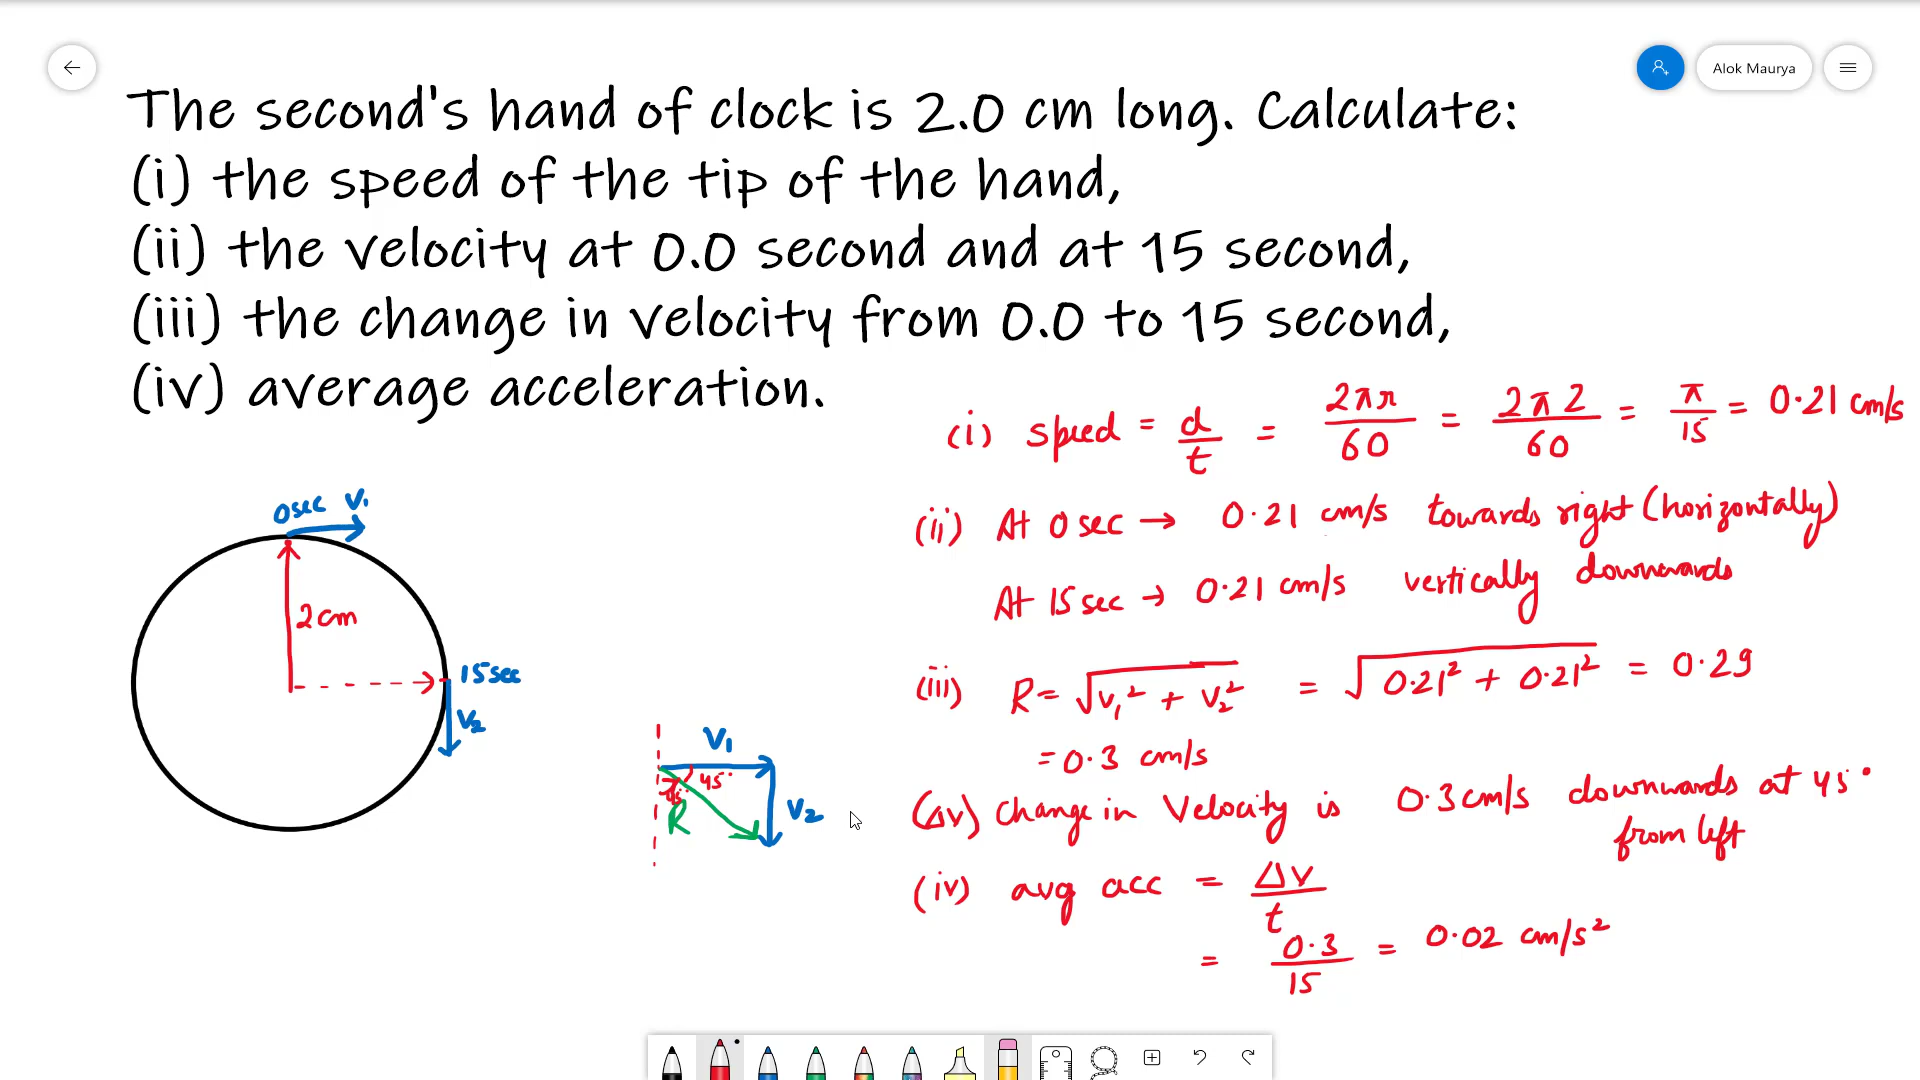 Alok Maurya
The second's hand of clock is 2.0 cm long. Calculate:
(i) the speed of the tip of the hand,
(ii) the velocity at 0.0 second and at 15 second,
(iii) the change in velocity from 0.0 to 15 second,
(iv) average acceleration.
(i) speed = d/t = 2πr/60 = 2π2/60 = π/15 = 0.21 cm/s
(ii) At 0 sec → 0.21 cm/s towards right (horizontally)
At 15 sec → 0.21 cm/s vertically downwards
(iii) R = √v₁² + v₂² = √0.21² + 0.21² = 0.29
= 0.3 cm/s
(Δv) change in velocity is 0.3 cm/s downwards at 45°
from left
(iv) avg acc = Δv/t
= 0.3/15 = 0.02 cm/s²
0sec V₁
2cm
15sec
V₂
V₁
45°
45°
R
V₂